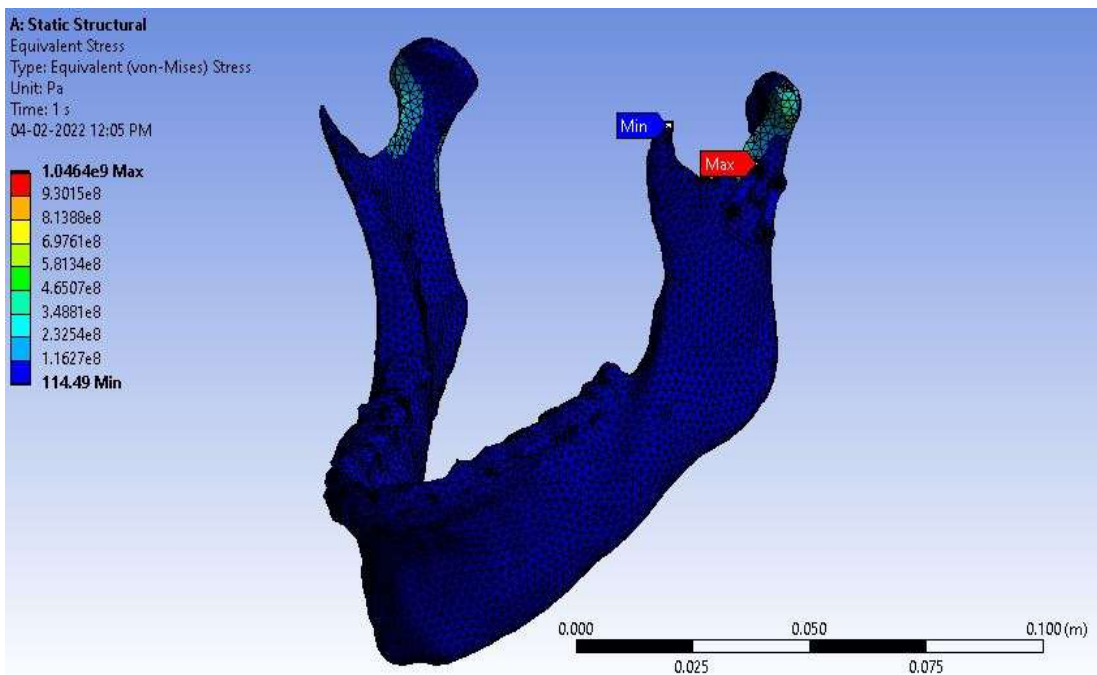 A: Static Structural
Equivalent Stress
Type: Equivalent (von-Mises) Stress
Unit: Pa
Time: 1 s
04-02-2022 12:05 PM
1.0464e9 Max
9.3015e8
8.1388e8
6.9761e8
5.8134e8
4.6507e8
3.4881e8
2.3254e8
1.1627e8
114.49 Min
Min
Max
0.000 0.050 0.100 (m)
0.025 0.075